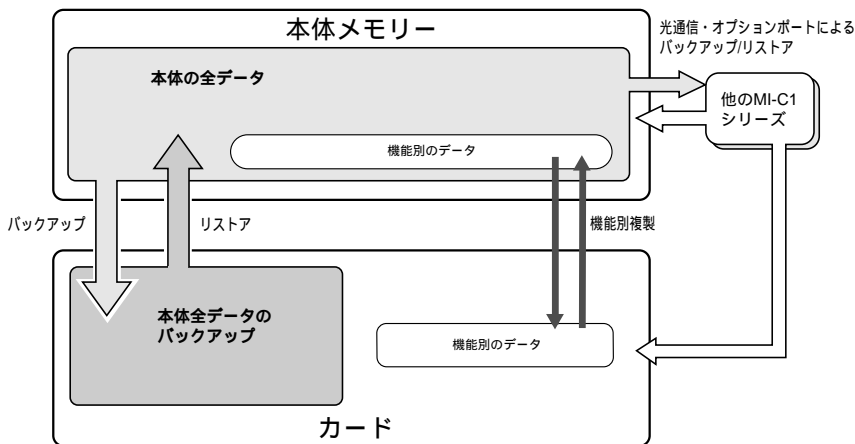 本体メモリー
光通信・オプションポートによる
バックアップ/リストア
本体の全データ
他のMI-C1
シリーズ
機能別のデータ
バックアップ
リストア
機能別複製
本体全データの
バックアップ
機能別のデータ
カード